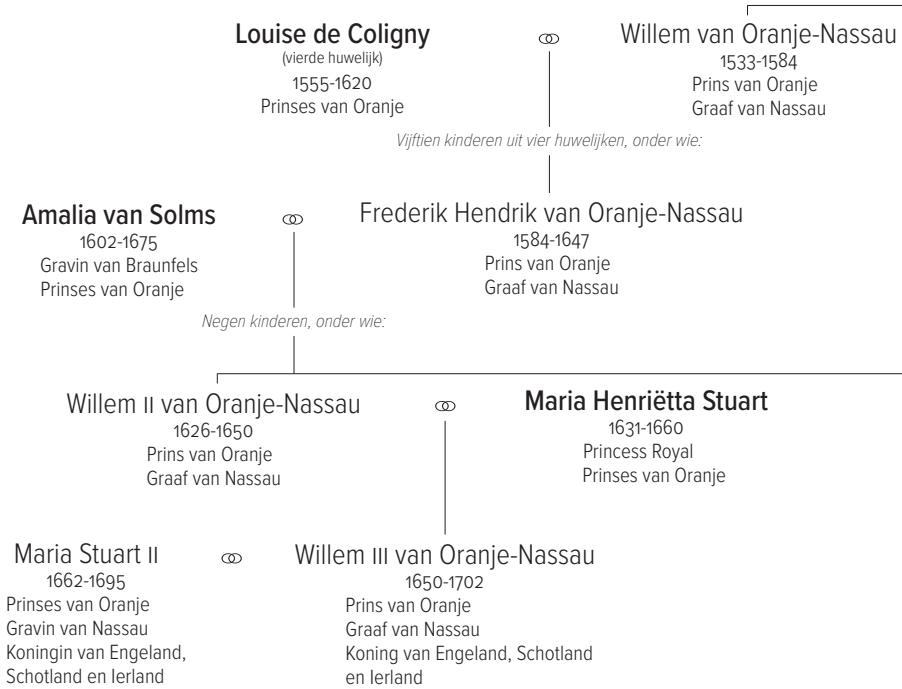 Louise de Coligny
(vierde huwelijk)
1555-1620
Prinses van Oranje
Willem van Oranje-Nassau
1533-1584
Prins van Oranje
Graaf van Nassau
Vijftien kinderen uit vier huwelijken, onder wie:
Amalia van Solms
1602-1675
Gravin van Braunfels
Prinses van Oranje
Frederik Hendrik van Oranje-Nassau
1584-1647
Prins van Oranje
Graaf van Nassau
Negen kinderen, onder wie:
Willem II van Oranje-Nassau
1626-1650
Prins van Oranje
Graaf van Nassau
Maria Henriëtta Stuart
1631-1660
Princess Royal
Prinses van Oranje
Maria Stuart II
1662-1695
Prinses van Oranje
Gravin van Nassau
Koningin van Engeland,
Schotland en Ierland
Willem III van Oranje-Nassau
1650-1702
Prins van Oranje
Graaf van Nassau
Koning van Engeland, Schotland
en Ierland